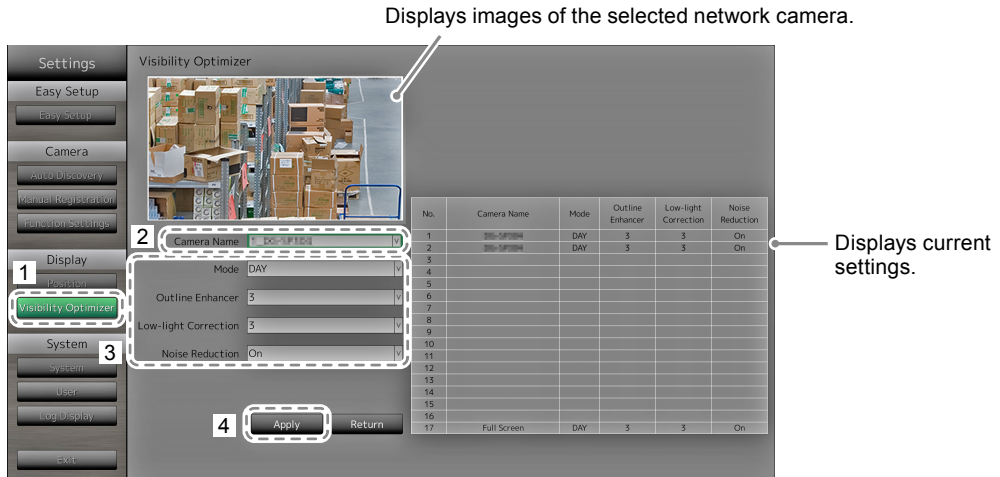 Displays images of the selected network camera.
Settings
Easy Setup
Easy Setup
Camera
Auto Discovery
Manual Registration
Function Settings
Display
1
Position
Visibility Optimizer
System
3
System
User
Log Display
Exit
Visibility Optimizer
2 Camera Name
Mode DAY
Outline Enhancer 3
Low-light Correction 3
Noise Reduction On
4 Apply Return
No. Camera Name Mode Outline Enhancer Low-light Correction Noise Reduction
1 DAY 3 3 On
2 DAY 3 3 On
3
4
5
6
7
8
9
10
11
12
13
14
15
16
17 Full Screen DAY 3 3 On
Displays current
settings.